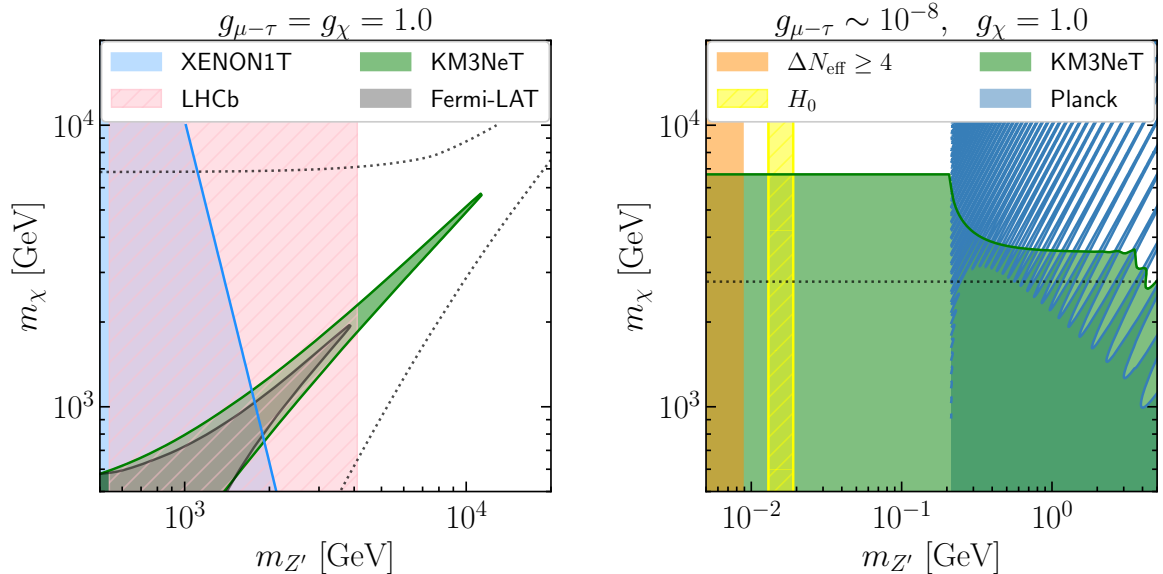 g_{μ−τ} = g_χ = 1.0
XENON1T
KM3NeT
LHCb
Fermi-LAT
10^4
10^3
m_χ [GeV]
10^3
10^4
m_{Z′} [GeV]
g_{μ−τ} ∼ 10^{−8}, g_χ = 1.0
ΔN_eff ≥ 4
KM3NeT
H_0
Planck
10^4
10^3
m_χ [GeV]
10^{−2}
10^{−1}
10^0
m_{Z′} [GeV]